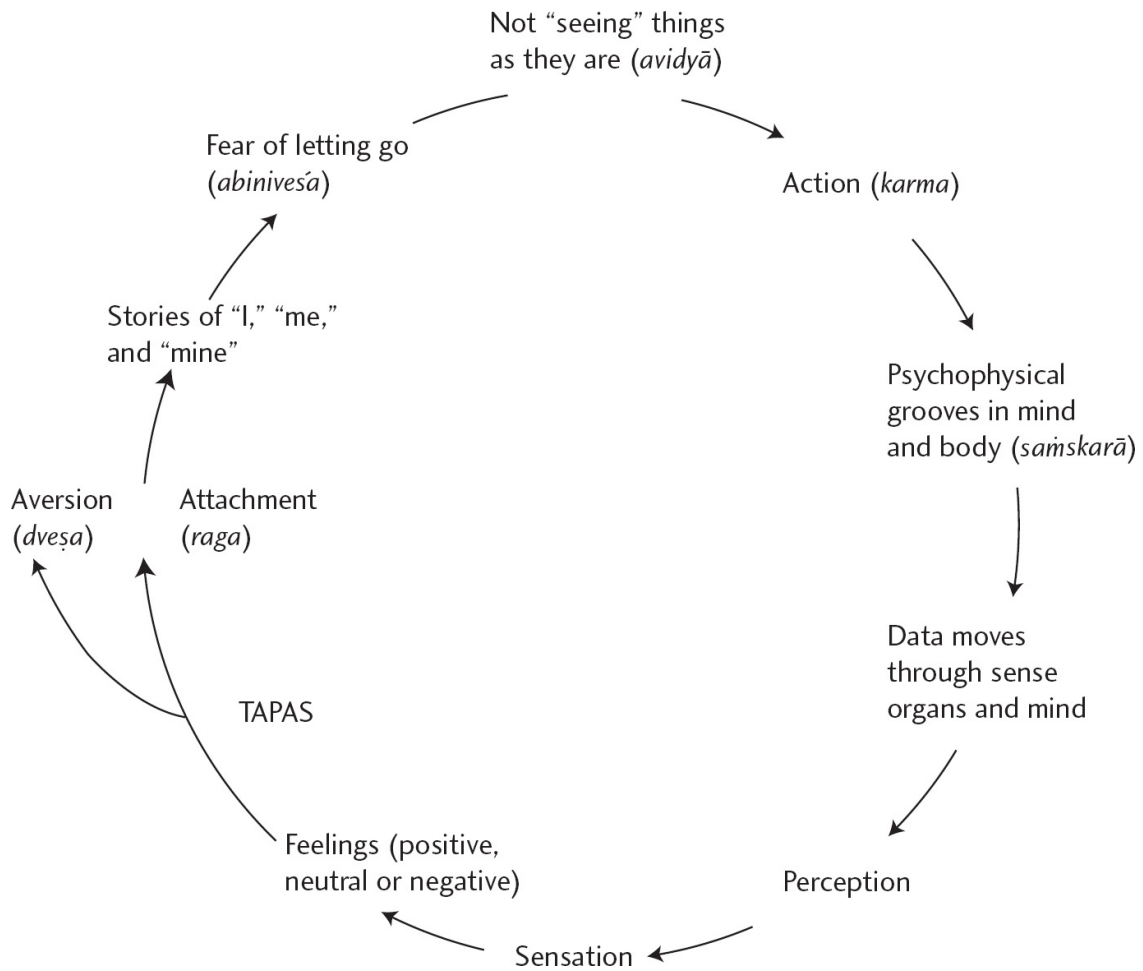 Not “seeing” things
as they are (avidyā)
Action (karma)
Psychophysical
grooves in mind
and body (saṁskarā)
Data moves
through sense
organs and mind
Perception
Sensation
Feelings (positive,
neutral or negative)
TAPAS
Aversion
(dveṣa)
Attachment
(raga)
Stories of “I,” “me,”
and “mine”
Fear of letting go
(abiniveśa)